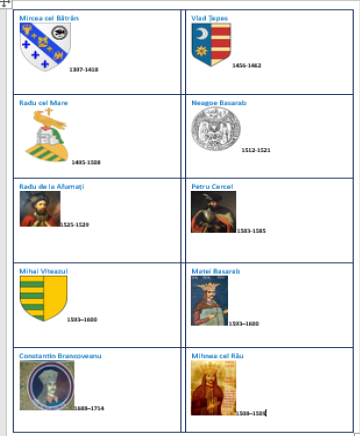 Mircea cel Bătrân
1397-1418
Vlad Țepeș
1456-1462
Radu cel Mare
1495-1508
Neagoe Basarab
1512-1521
Radu de la Afumați
1525-1529
Petru Cercel
1583-1585
Mihai Viteazul
1593–1600
Matei Basarab
1593–1600
Constantin Brancoveanu
1688–1714
Mihnea cel Rău
1508–1509